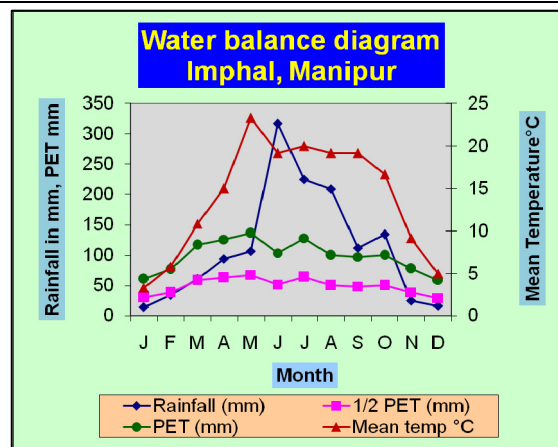 Water balance diagram
Imphal, Manipur
Rainfall in mm, PET mm
350
300
250
200
150
100
50
0
25
20
15
10
5
0
Mean Temperature°C
J F M A M J J A S O N D
Month
Rainfall (mm) 1/2 PET (mm)
PET (mm) Mean temp °C